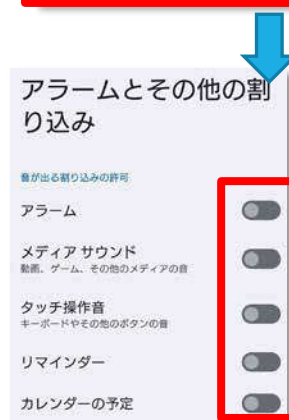 アラームとその他の割
り込み
音が出る割り込みの許可
アラーム
メディア サウンド
動画、ゲーム、その他のメディアの音
タッチ操作音
キーボードやその他のボタンの音
リマインダー
カレンダーの予定